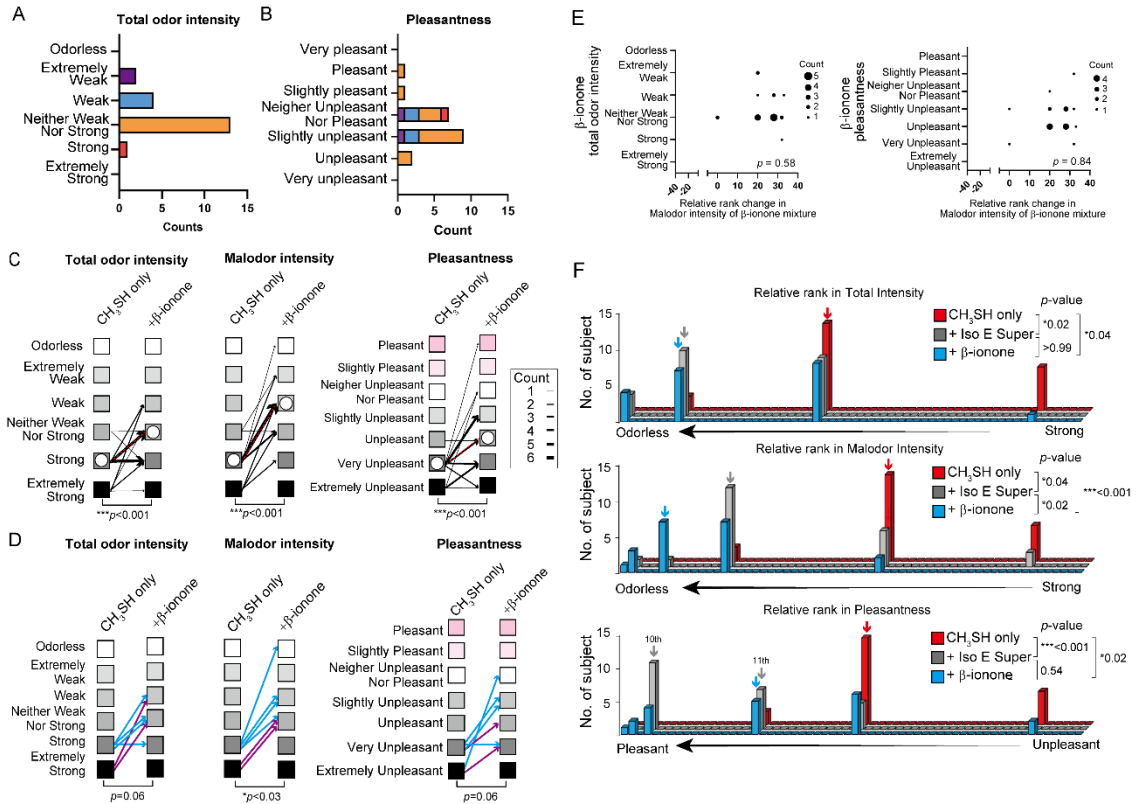 A
Total odor intensity
Odorless
Extremely
Weak
Weak
Neither Weak
Nor Strong
Strong
Extremely
Strong
0
5
10
15
Counts
B
Pleasantness
Very pleasant
Pleasant
Slightly pleasant
Neigher Unpleasant
Nor Pleasant
Slightly unpleasant
Unpleasant
Very unpleasant
0
5
10
15
Count
E
β-ionone
total odor intensity
Odorless
Extremely
Weak
Weak
Neither Weak
Nor Strong
Strong
Extremely
Strong
Count
5
4
3
2
1
p = 0.58
-40
-20
0
10
20
30
40
Relative rank change in
Malodor intensity of β-ionone mixture
β-ionone
pleasantness
Pleasant
Slightly Pleasant
Neigher Unpleasant
Nor Pleasant
Slightly Unpleasant
Unpleasant
Very Unpleasant
Extremely
Unpleasant
Count
4
3
2
1
p = 0.84
-40
-20
0
10
20
30
40
Relative rank change in
Malodor intensity of β-ionone mixture
C
Total odor intensity
CH3SH only
+β-ionone
Odorless
Extremely
Weak
Weak
Neither Weak
Nor Strong
Strong
Extremely
Strong
***p<0.001
Malodor intensity
CH3SH only
+β-ionone
***p<0.001
Pleasantness
CH3SH only
+β-ionone
Pleasant
Slightly Pleasant
Neigher Unpleasant
Nor Pleasant
Slightly Unpleasant
Unpleasant
Very Unpleasant
Extremely Unpleasant
***p<0.001
Count
1
2
3
4
5
6
D
Total odor intensity
CH3SH only
+β-ionone
Odorless
Extremely
Weak
Weak
Neither Weak
Nor Strong
Strong
Extremely
Strong
p=0.06
Malodor intensity
CH3SH only
+β-ionone
*p<0.03
Pleasantness
CH3SH only
+β-ionone
Pleasant
Slightly Pleasant
Neigher Unpleasant
Nor Pleasant
Slightly Unpleasant
Unpleasant
Very Unpleasant
Extremely Unpleasant
p=0.06
F
Relative rank in Total Intensity
No. of subject
15
10
5
CH3SH only
+ Iso E Super
+ β-ionone
p-value
*0.02
>0.99
*0.04
Odorless
Strong
Relative rank in Malodor Intensity
No. of subject
15
10
5
CH3SH only
+ Iso E Super
+ β-ionone
p-value
*0.04
*0.02
***<0.001
Odorless
Strong
Relative rank in Pleasantness
No. of subject
15
10
5
10th
11th
CH3SH only
+ Iso E Super
+ β-ionone
p-value
***<0.001
0.54
*0.02
Pleasant
Unpleasant